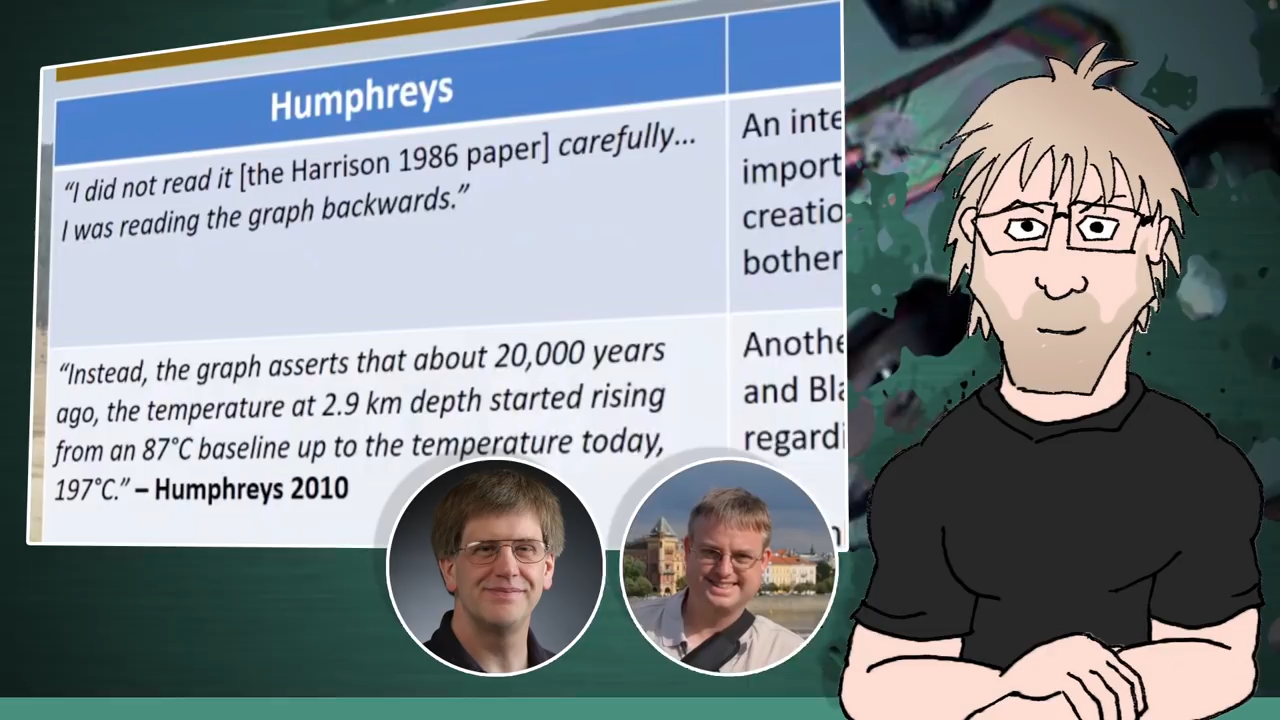 Humphreys
“I did not read it [the Harrison 1986 paper] carefully...
I was reading the graph backwards.”
“Instead, the graph asserts that about 20,000 years
ago, the temperature at 2.9 km depth started rising
from an 87°C baseline up to the temperature today,
197°C.” – Humphreys 2010
An inte
import
creatio
bother
Anothe
and Bla
regardi